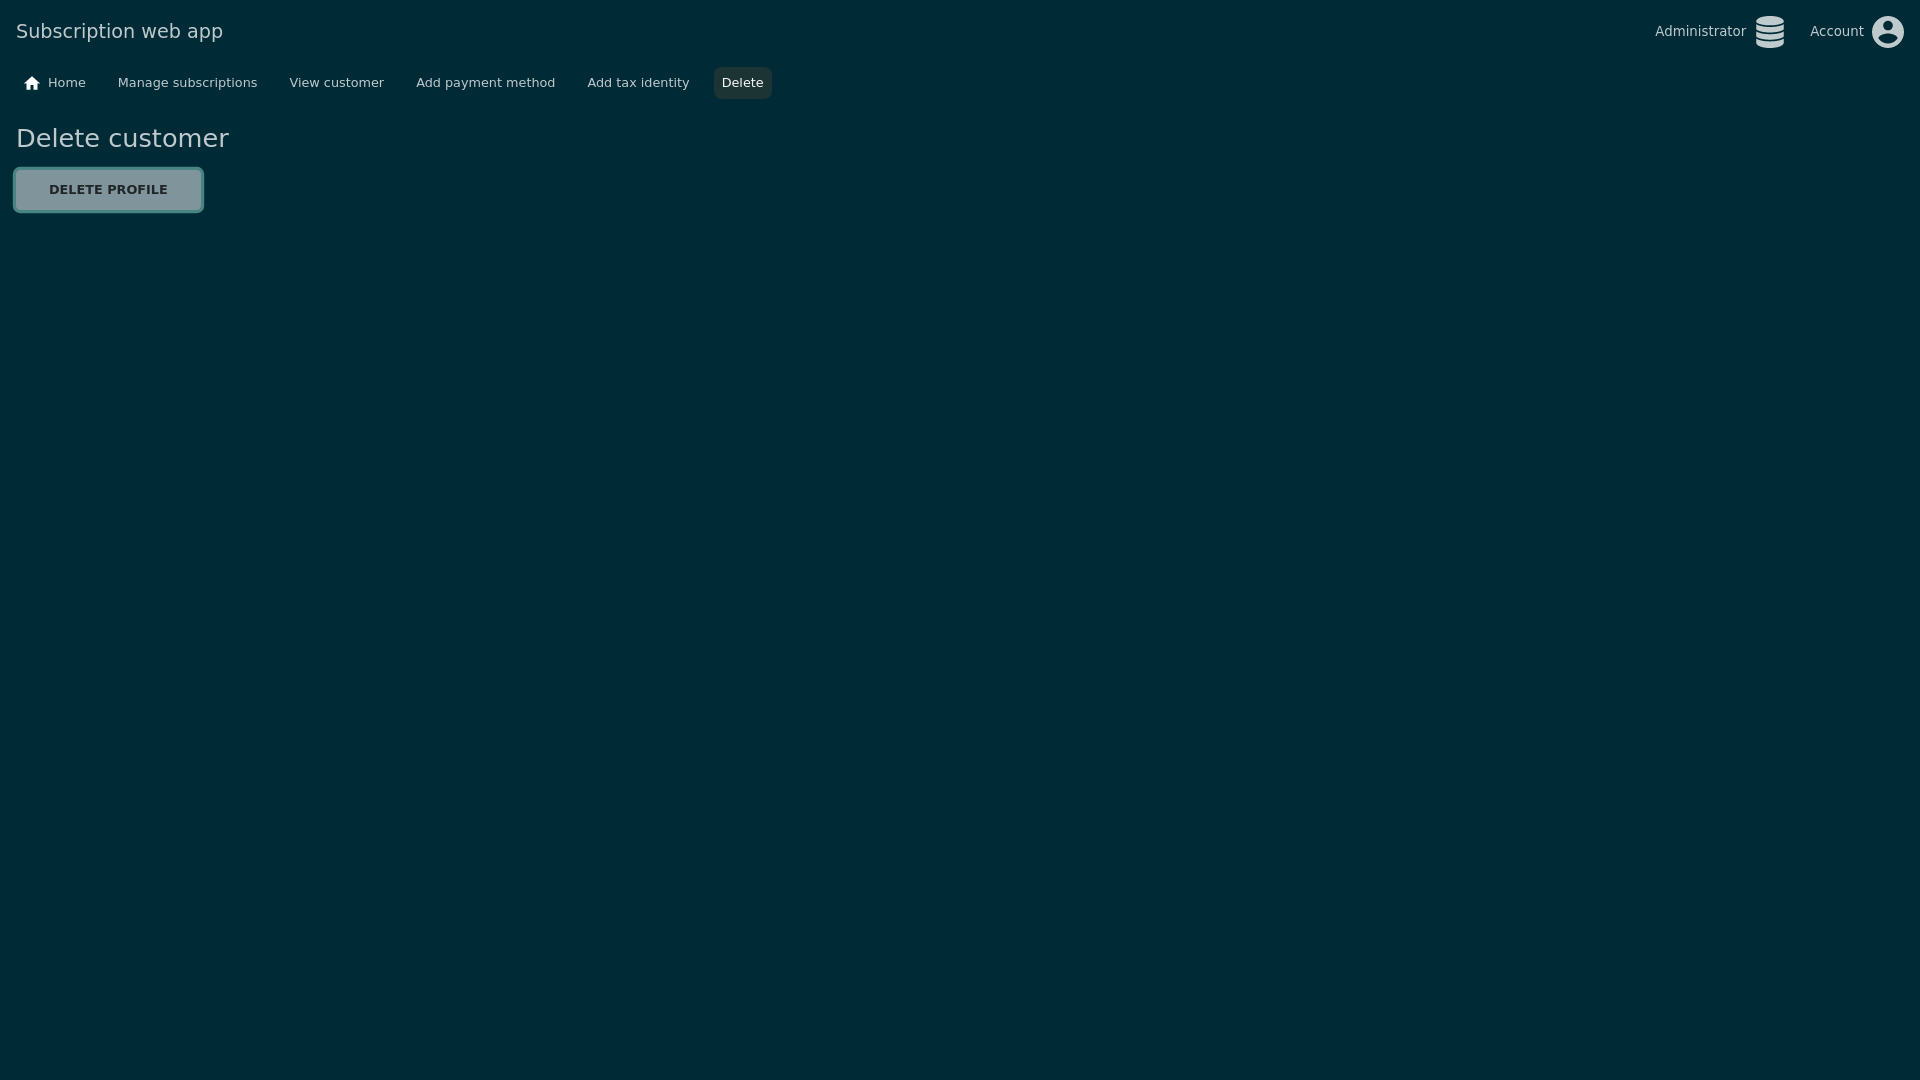 Subscription web app
Administrator
Account
Home
Manage subscriptions
View customer
Add payment method
Add tax identity
Delete
Delete customer
DELETE PROFILE